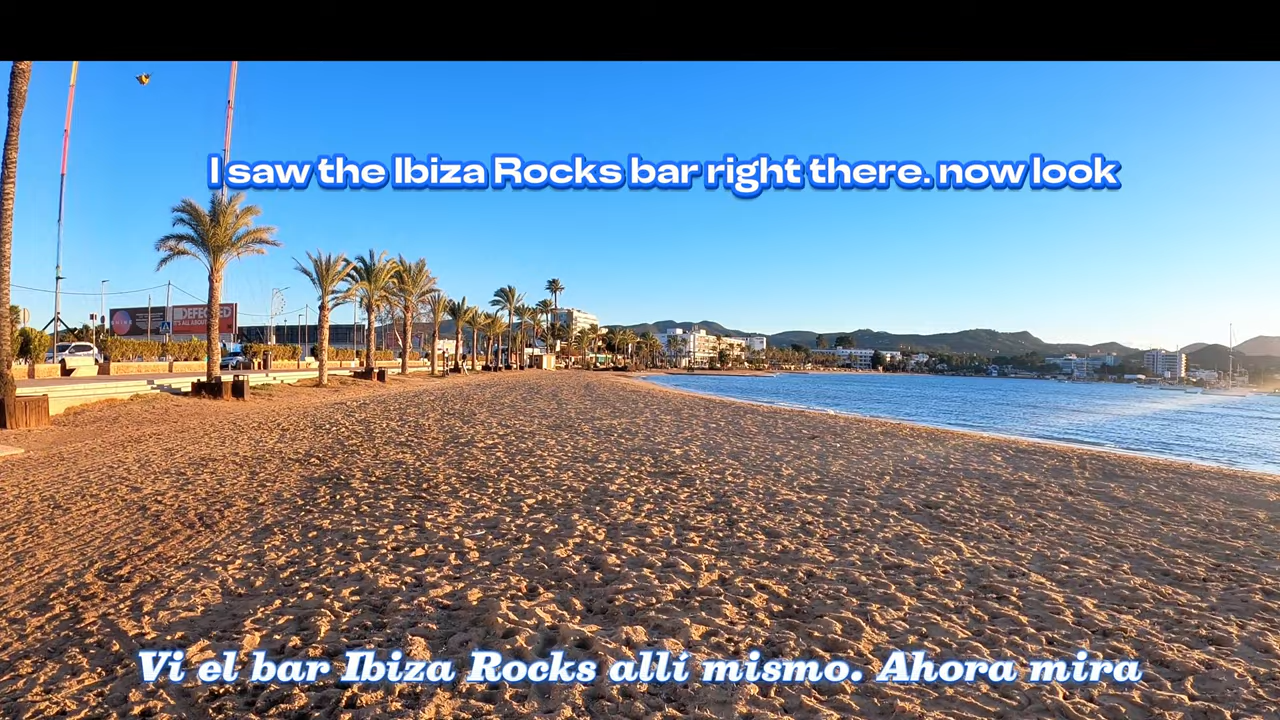 I saw the Ibiza Rocks bar right there. now look
DEFECTED
Vi el bar Ibiza Rocks allí mismo. Ahora mira